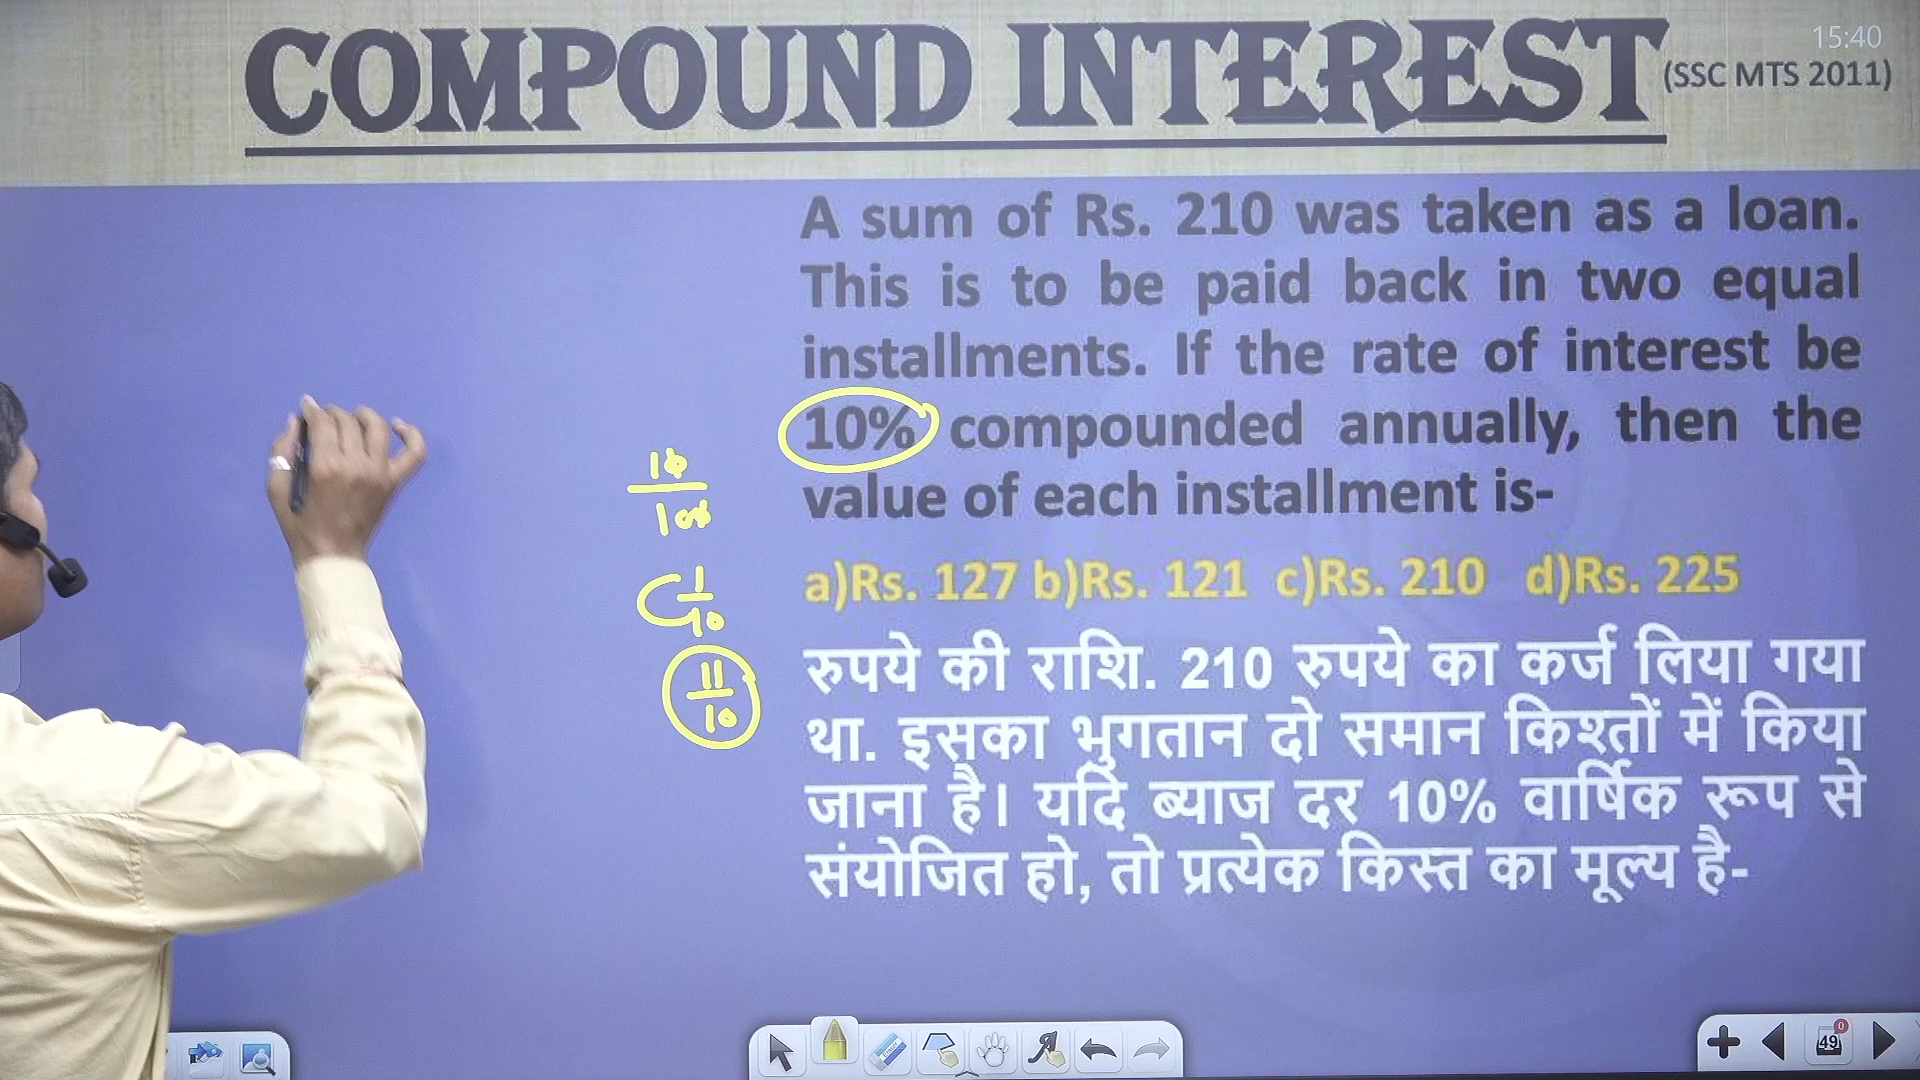 COMPOUND INTEREST
(SSC MTS 2011)
15:40
A sum of Rs. 210 was taken as a loan.
This is to be paid back in two equal
installments. If the rate of interest be
10% compounded annually, then the
value of each installment is-
a)Rs. 127 b)Rs. 121 c)Rs. 210 d)Rs. 225
रुपये की राशि. 210 रुपये का कर्ज लिया गया
था. इसका भुगतान दो समान किश्तों में किया
जाना है। यदि ब्याज दर 10% वार्षिक रूप से
संयोजित हो, तो प्रत्येक किस्त का मूल्य है-
10
100
1
10
11
10
49
0